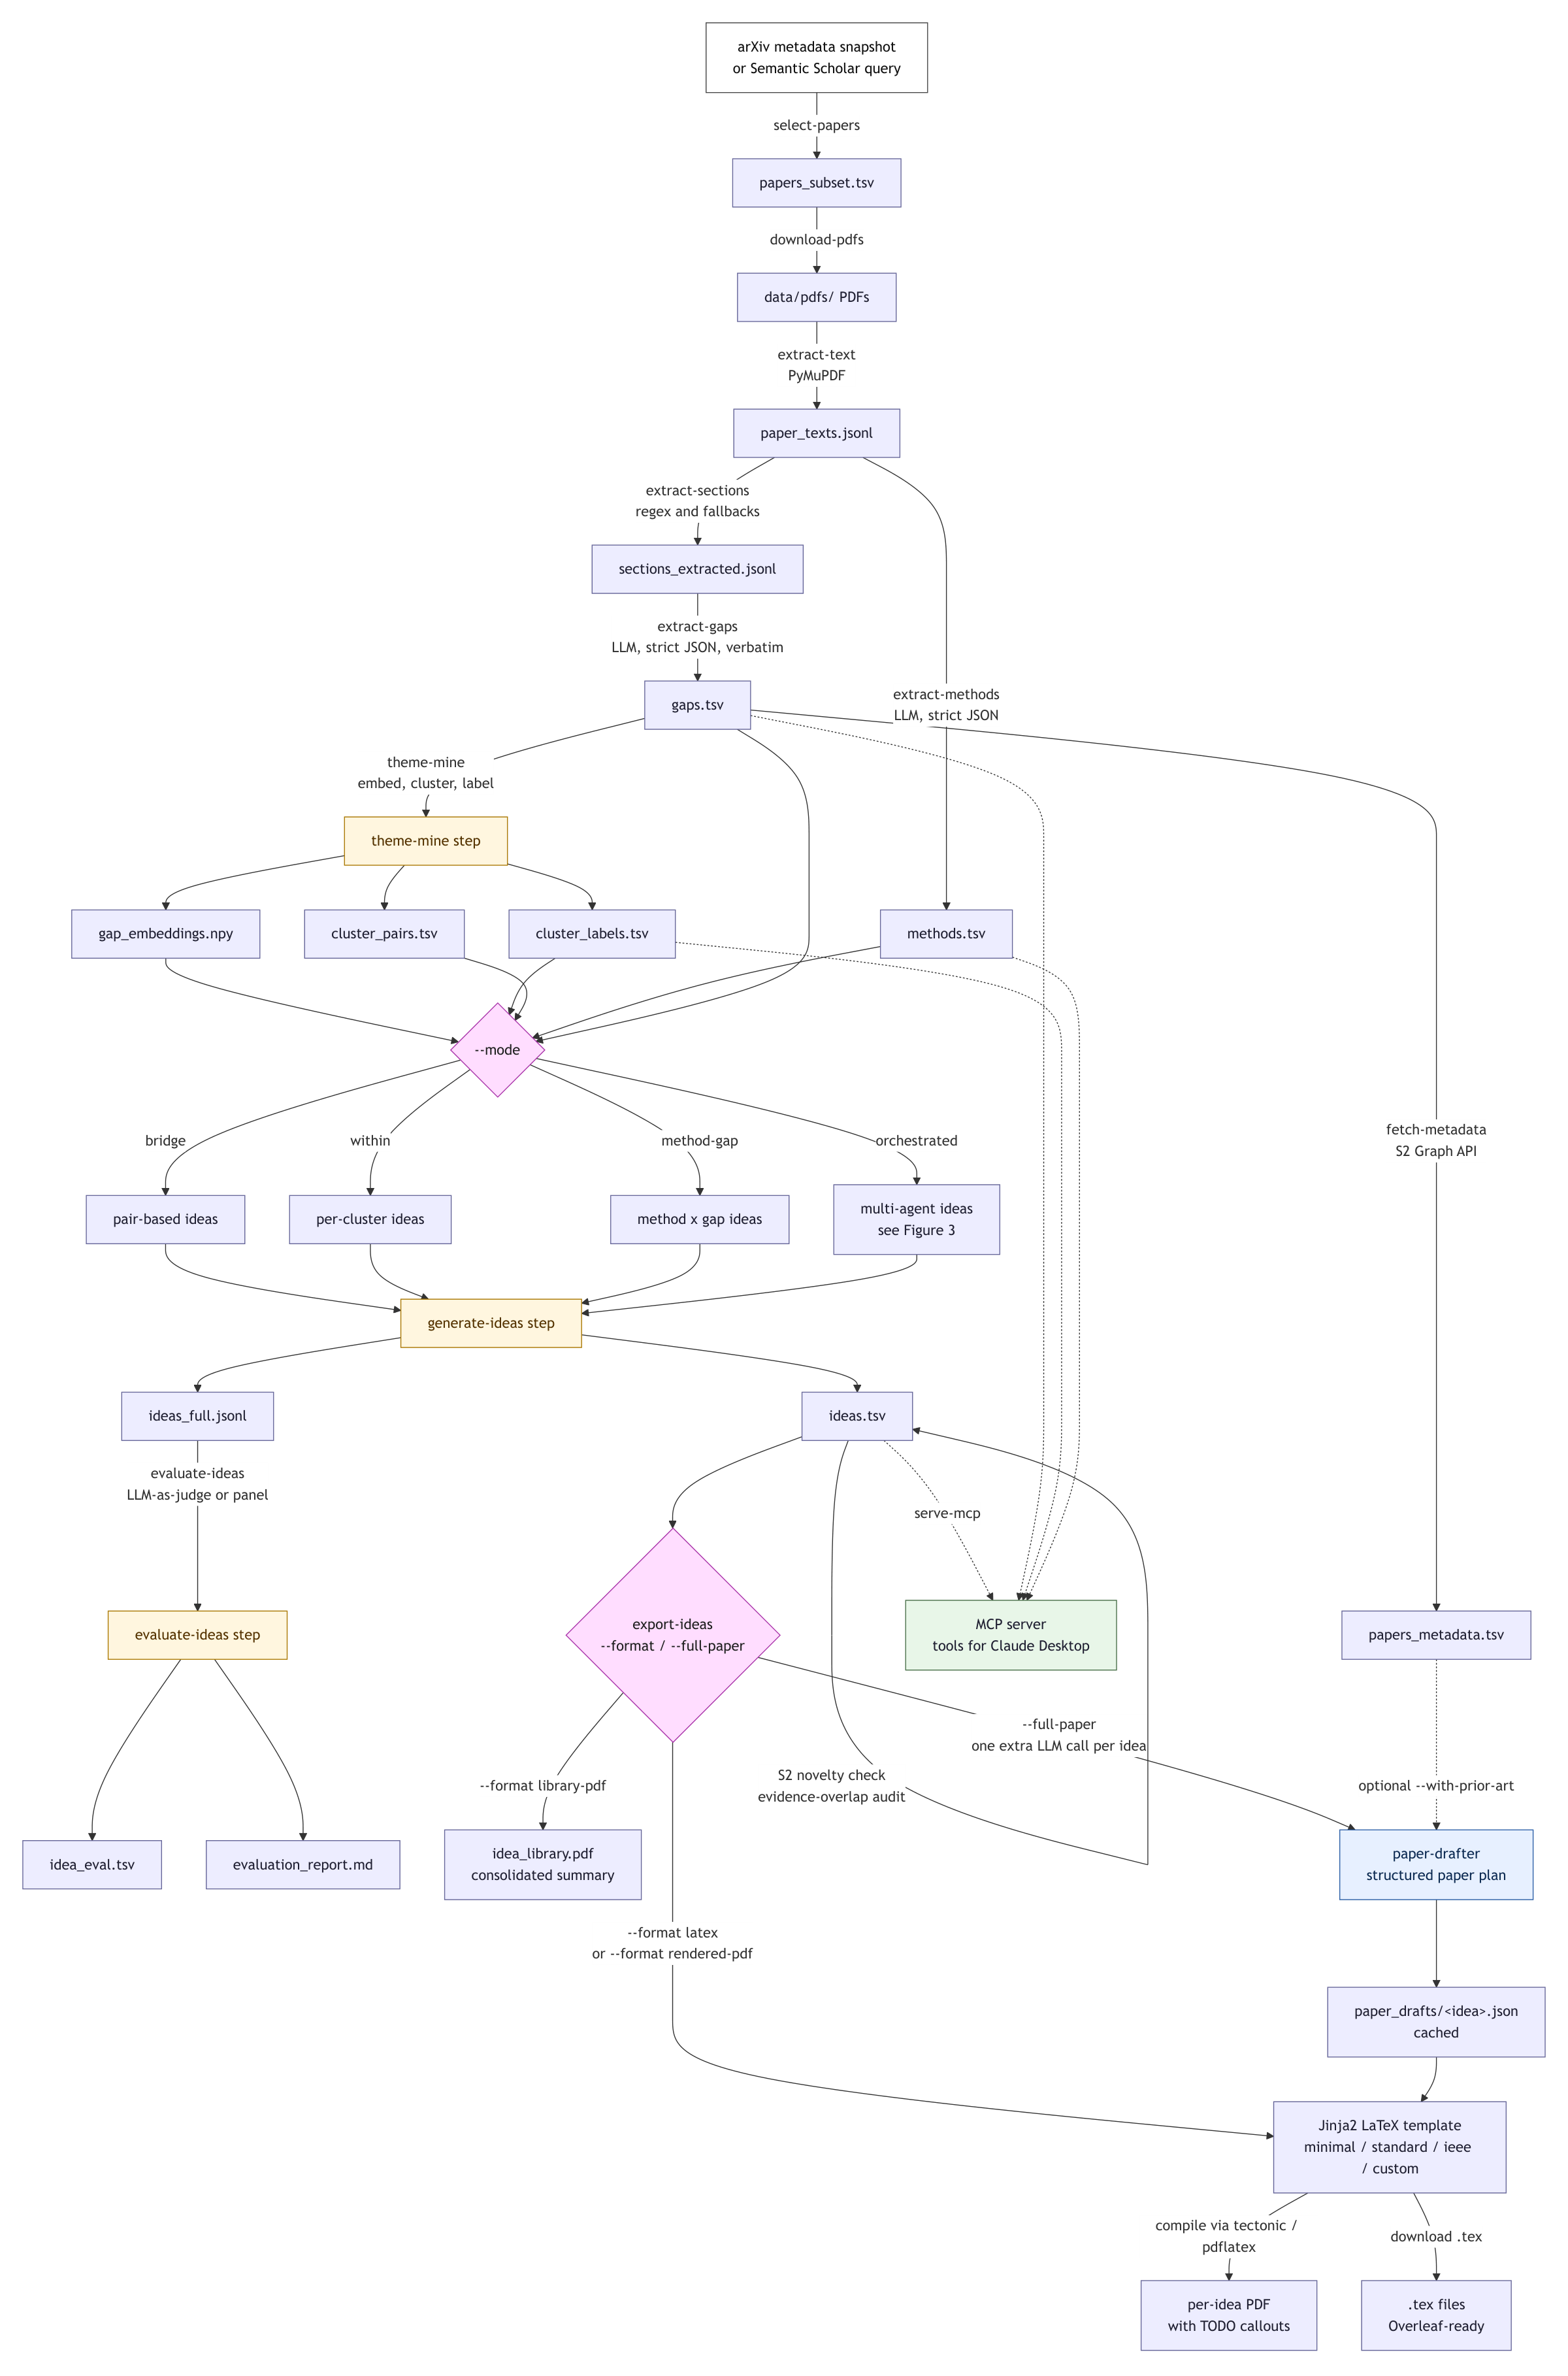 arXiv metadata snapshot
or Semantic Scholar query
select-papers
papers_subset.tsv
download-pdfs
data/pdfs/ PDFs
extract-text
PyMuPDF
paper_texts.jsonl
extract-sections
regex and fallbacks
sections_extracted.jsonl
extract-gaps
LLM, strict JSON, verbatim
gaps.tsv
extract-methods
LLM, strict JSON
theme-mine
embed, cluster, label
theme-mine step
gap_embeddings.npy
cluster_pairs.tsv
cluster_labels.tsv
methods.tsv
--mode
bridge
within
method-gap
orchestrated
fetch-metadata
S2 Graph API
pair-based ideas
per-cluster ideas
method x gap ideas
multi-agent ideas
see Figure 3
generate-ideas step
ideas_full.jsonl
ideas.tsv
evaluate-ideas
LLM-as-judge or panel
serve-mcp
evaluate-ideas step
export-ideas
--format / --full-paper
MCP server
tools for Claude Desktop
papers_metadata.tsv
--full-paper
one extra LLM call per idea
--format library-pdf
S2 novelty check
evidence-overlap audit
optional --with-prior-art
idea_eval.tsv
evaluation_report.md
idea_library.pdf
consolidated summary
paper-drafter
structured paper plan
--format latex
or --format rendered-pdf
paper_drafts/<idea>.json
cached
Jinja2 LaTeX template
minimal / standard / ieee
/ custom
compile via tectonic /
pdflatex
download .tex
per-idea PDF
with TODO callouts
.tex files
Overleaf-ready